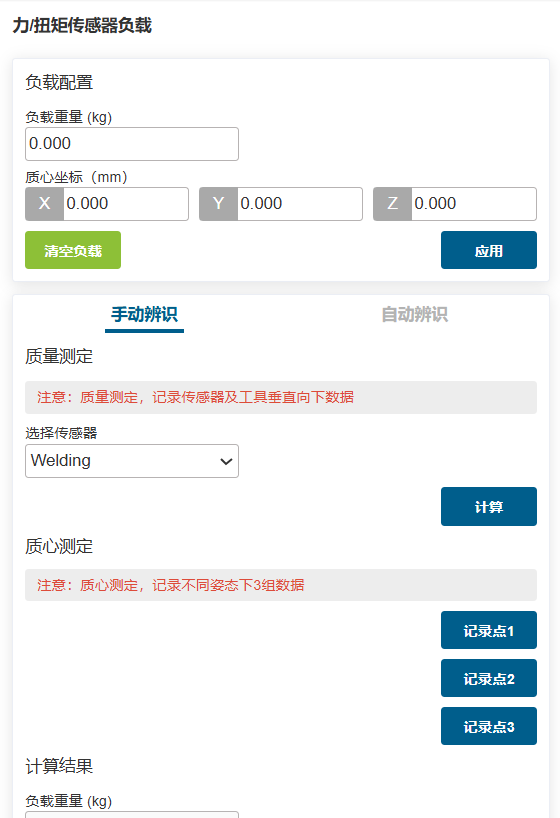 力/扭矩传感器负载
负载配置
负载重量 (kg)
0.000
质心坐标（mm）
X 0.000 Y 0.000 Z 0.000
清空负载 应用
手动辨识 自动辨识
质量测定
注意：质量测定，记录传感器及工具垂直向下数据
选择传感器
Welding
计算
质心测定
注意：质心测定，记录不同姿态下3组数据
记录点1
记录点2
记录点3
计算结果
负载重量 (kg)